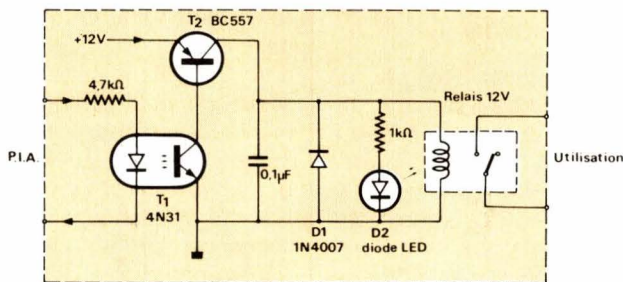 T2 BC557
+12V
4,7kΩ
Relais 12V
1kΩ
P.I.A.
Utilisation
0,1µF
T1
4N31
D1
1N4007
D2
diode LED